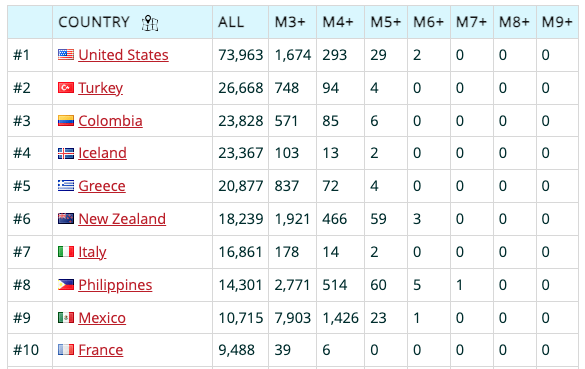 COUNTRY ALL M3+ M4+ M5+ M6+ M7+ M8+ M9+
#1 United States 73,963 1,674 293 29 2 0 0 0
#2 Turkey 26,668 748 94 4 0 0 0 0
#3 Colombia 23,828 571 85 6 0 0 0 0
#4 Iceland 23,367 103 13 2 0 0 0 0
#5 Greece 20,877 837 72 4 0 0 0 0
#6 New Zealand 18,239 1,921 466 59 3 0 0 0
#7 Italy 16,861 178 14 2 0 0 0 0
#8 Philippines 14,301 2,771 514 60 5 1 0 0
#9 Mexico 10,715 7,903 1,426 23 1 0 0 0
#10 France 9,488 39 6 0 0 0 0 0